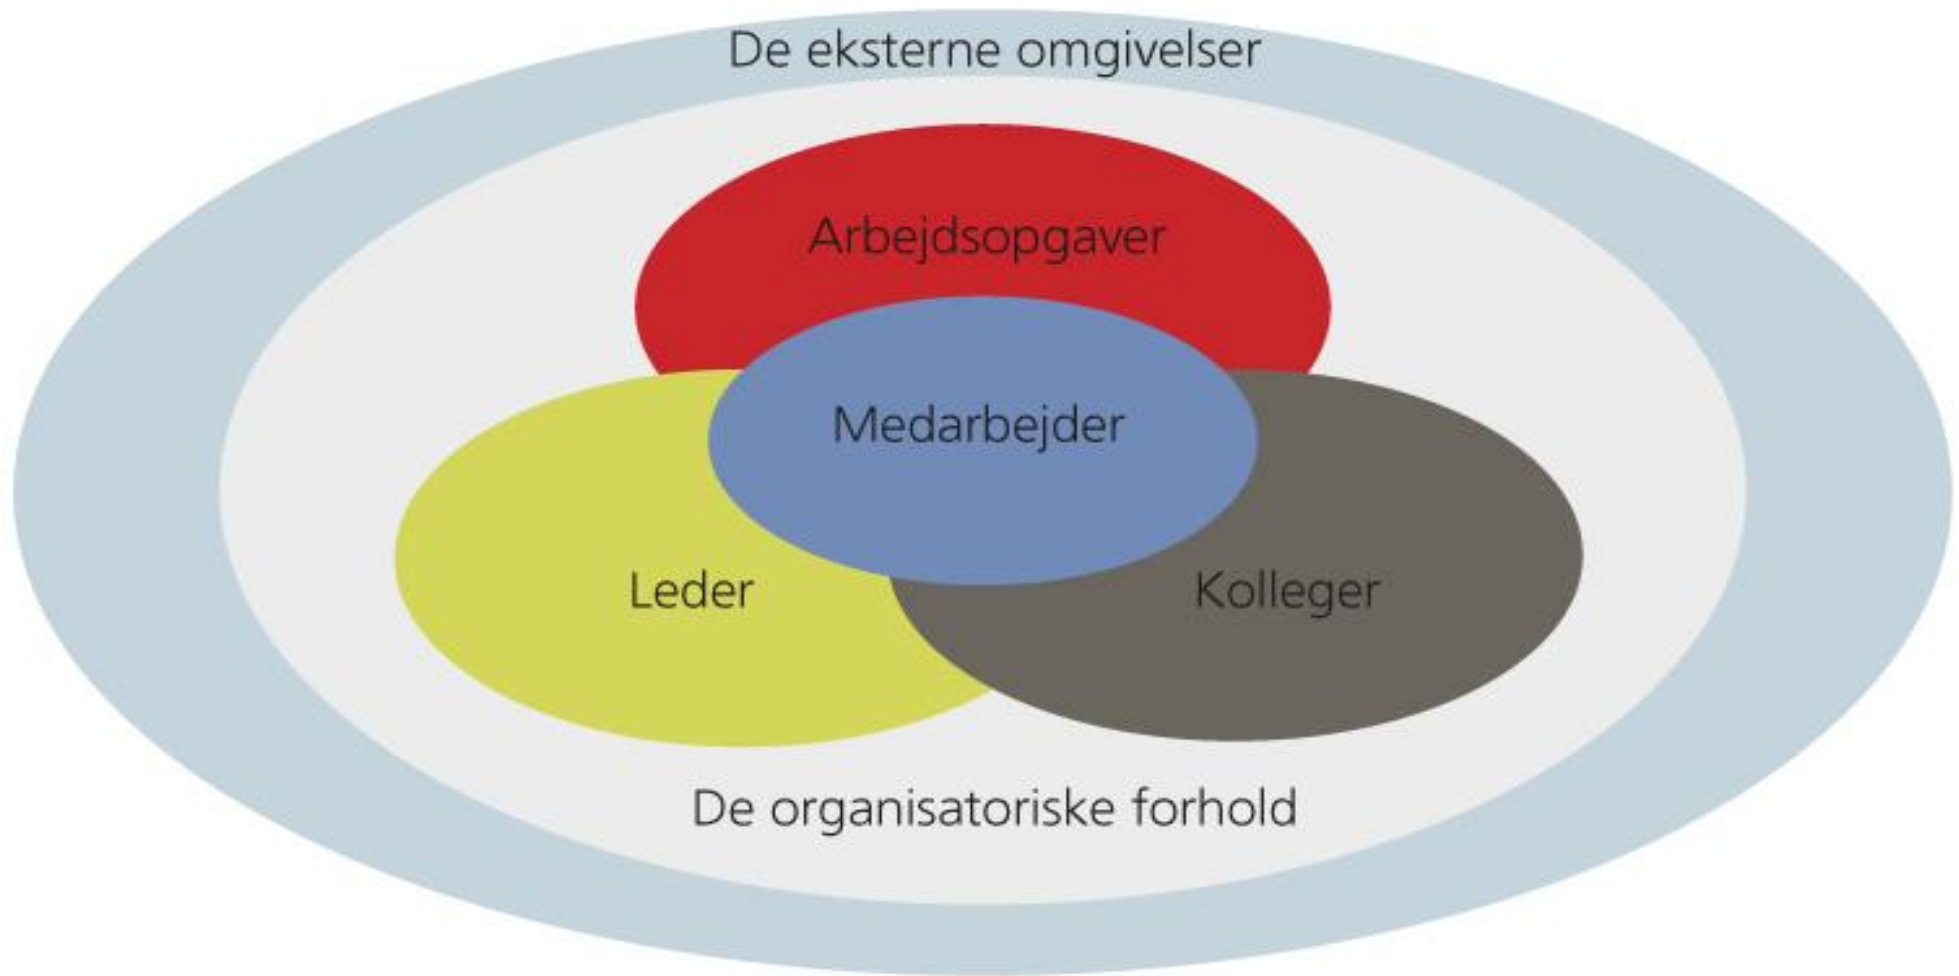 De eksterne omgivelser
Arbejdsopgaver
Medarbejder
Leder
Kolleger
De organisatoriske forhold